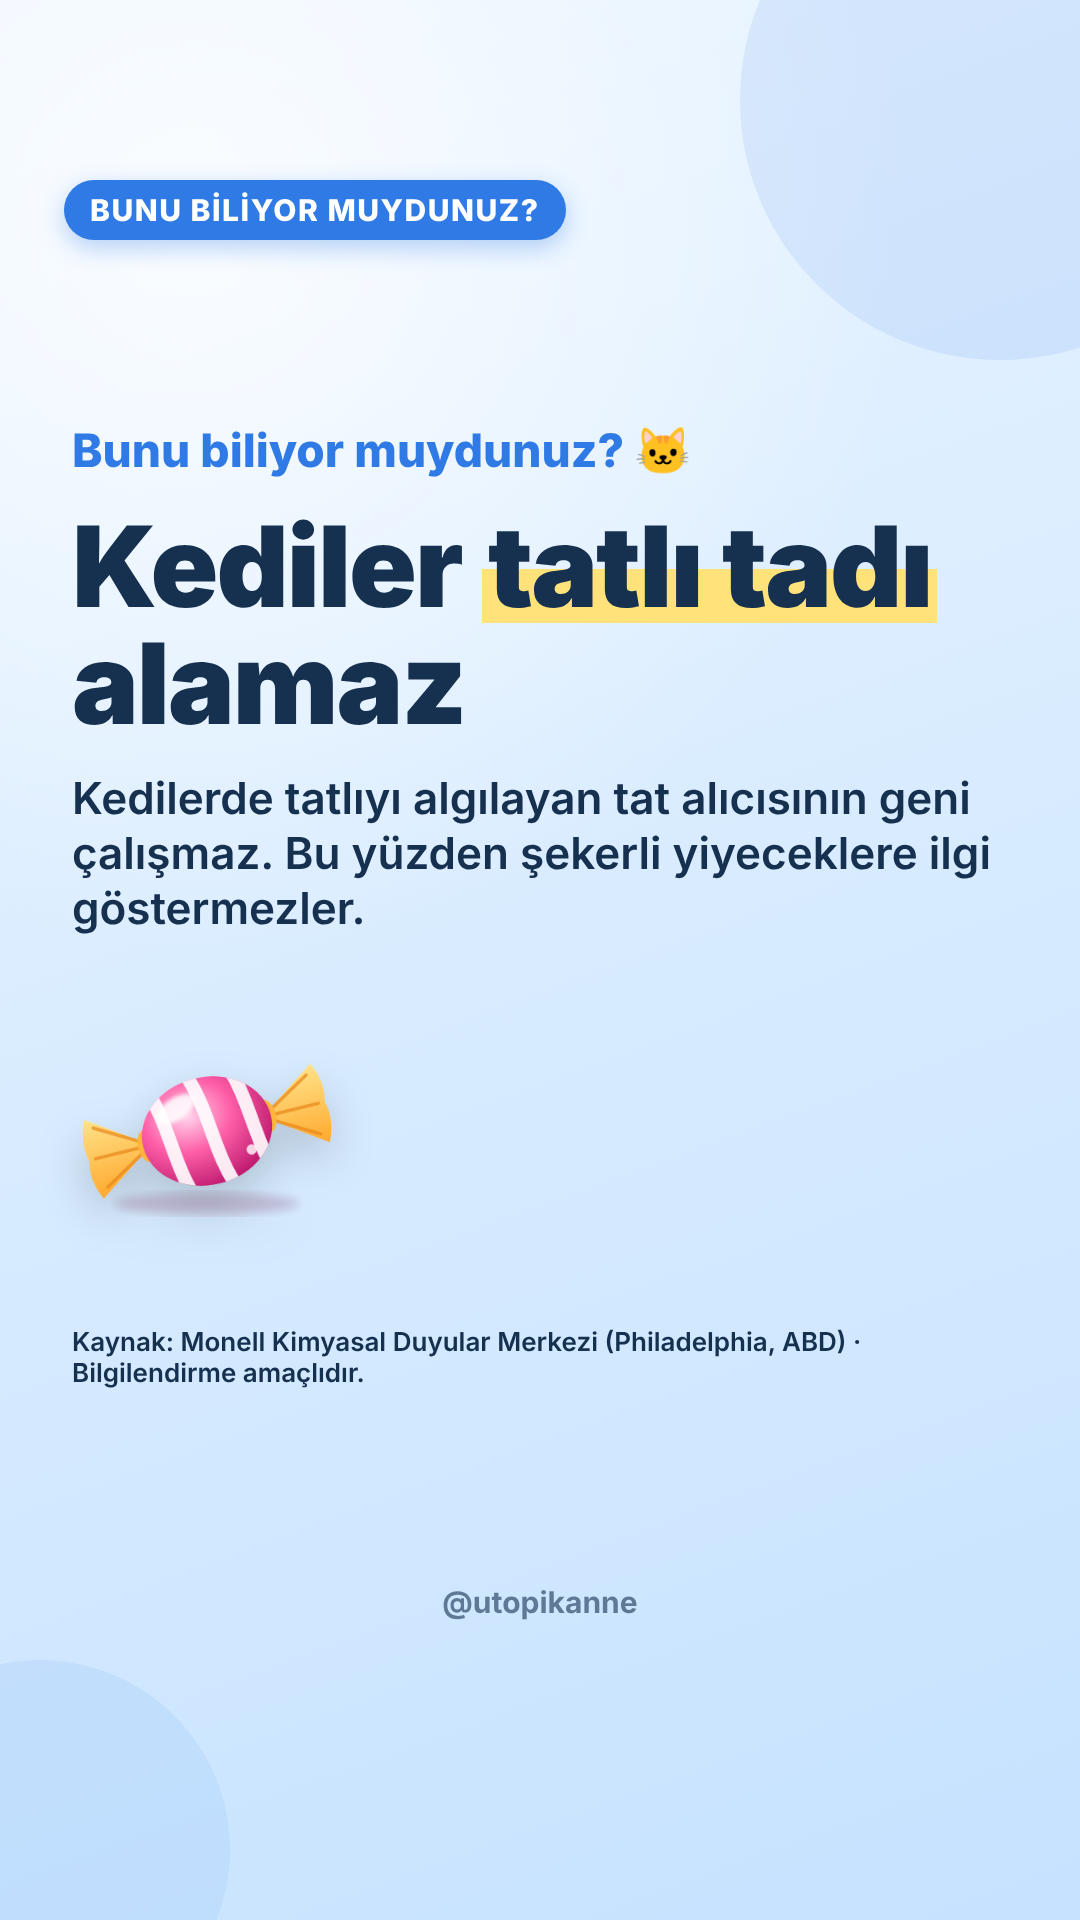 BUNU BİLİYOR MUYDUNUZ?
Bunu biliyor muydunuz? 🐱
Kediler tatlı tadı
alamaz
Kedilerde tatlıyı algılayan tat alıcısının geni
çalışmaz. Bu yüzden şekerli yiyeceklere ilgi
göstermezler.
Kaynak: Monell Kimyasal Duyular Merkezi (Philadelphia, ABD) ·
Bilgilendirme amaçlıdır.
@utopikanne